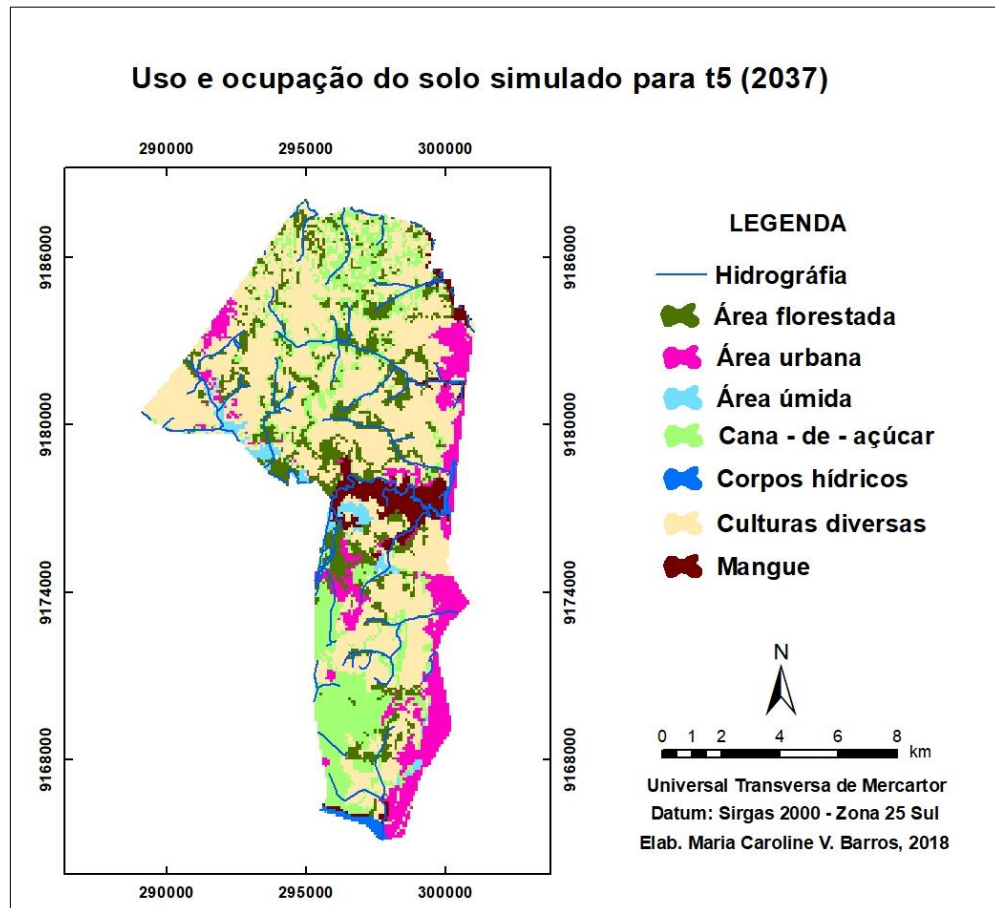 Uso e ocupação do solo simulado para t5 (2037)
290000 295000 300000
9186000
9180000
9174000
9168000
9186000
9180000
9174000
9168000
290000 295000 300000
LEGENDA
Hidrográfia
Área florestada
Área urbana
Área úmida
Cana - de - açúcar
Corpos hídricos
Culturas diversas
Mangue
N
0 1 2 4 6 8
km
Universal Transversa de Mercartor
Datum: Sirgas 2000 - Zona 25 Sul
Elab. Maria Caroline V. Barros, 2018